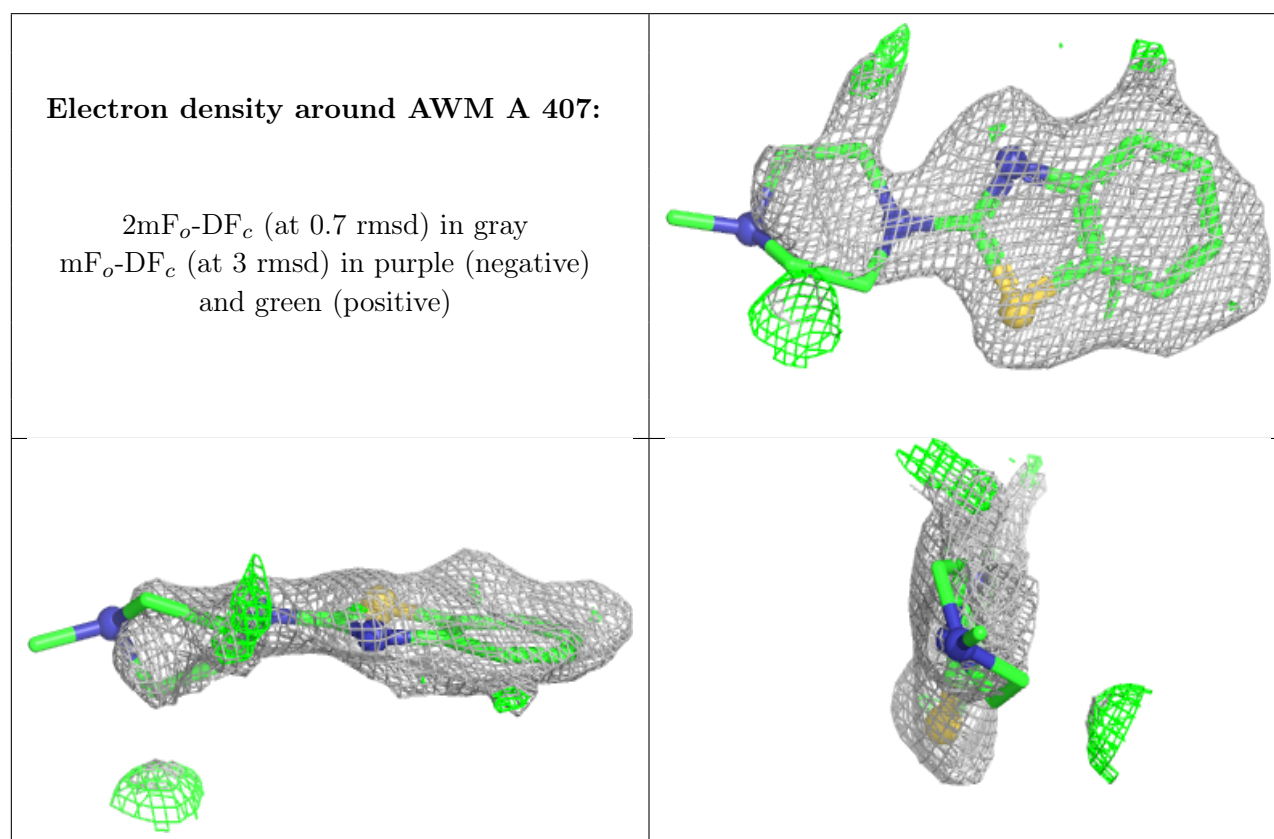 Electron density around AWM A 407:
2mFo-DFc (at 0.7 rmsd) in gray
mFo-DFc (at 3 rmsd) in purple (negative)
and green (positive)